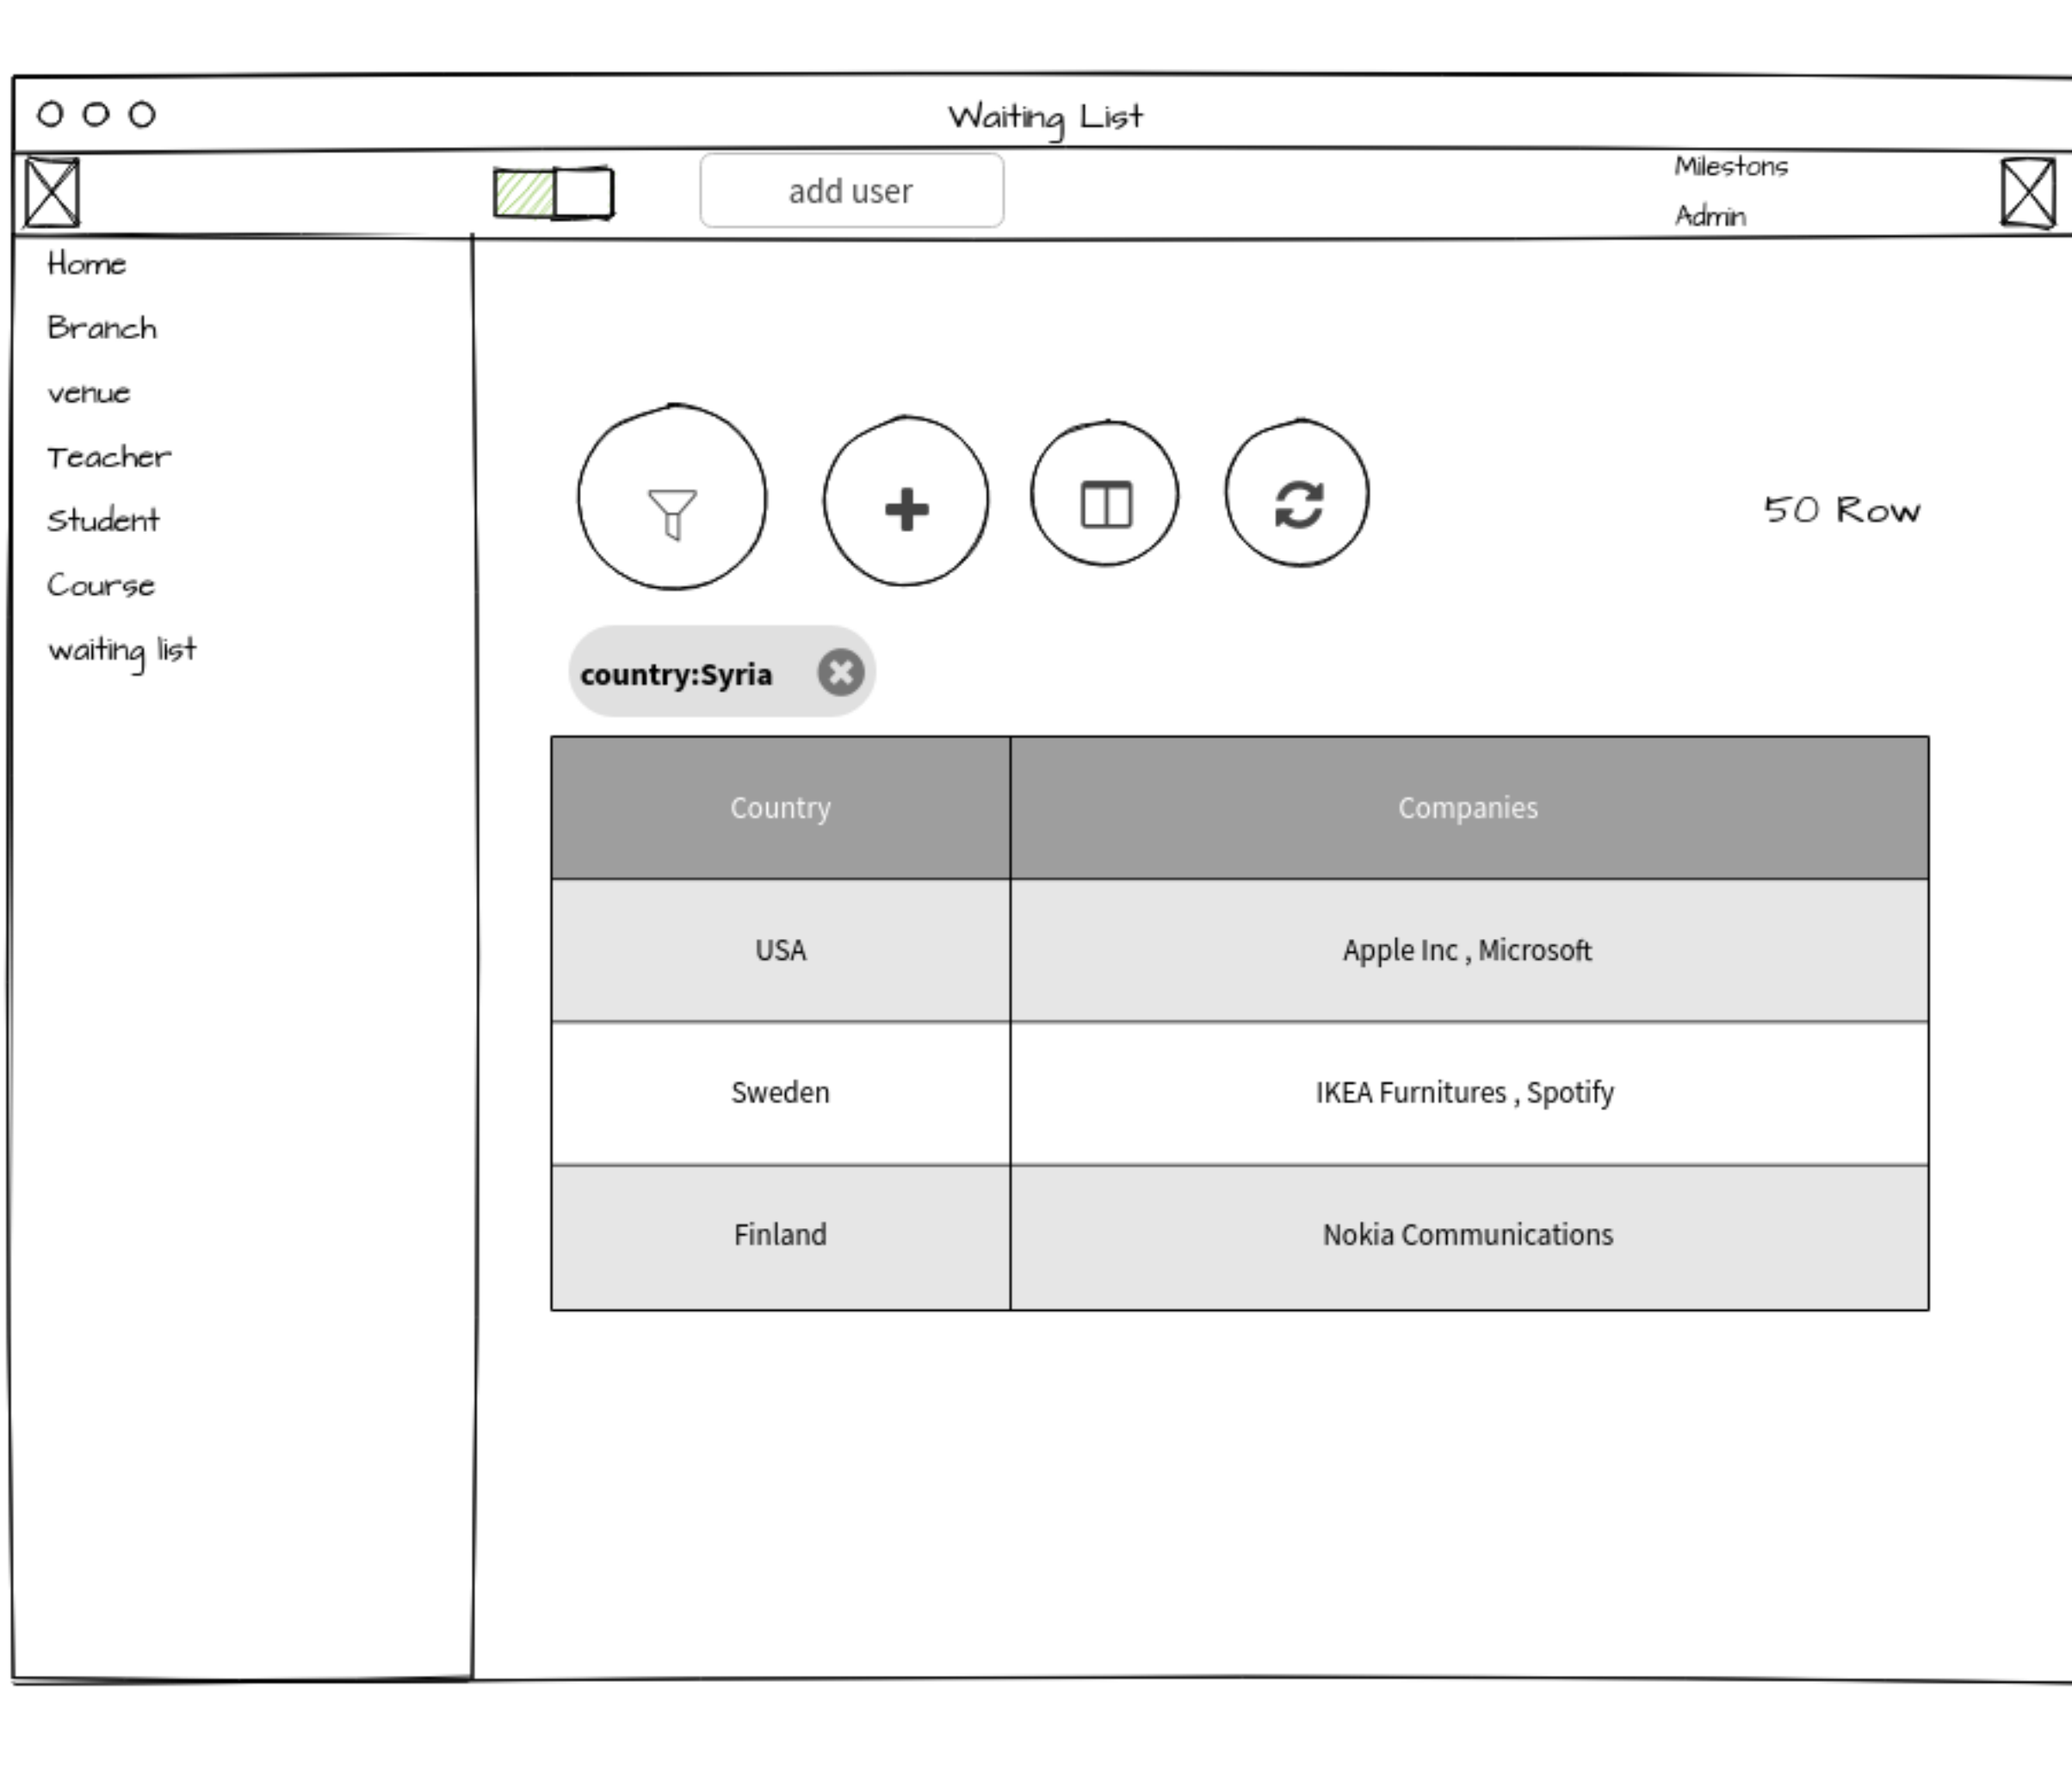 Waiting List
add user
Milestons
Admin
Home
Branch
venue
Teacher
Student
Course
waiting list
50 Row
country:Syria
Country Companies
USA Apple Inc , Microsoft
Sweden IKEA Furnitures , Spotify
Finland Nokia Communications